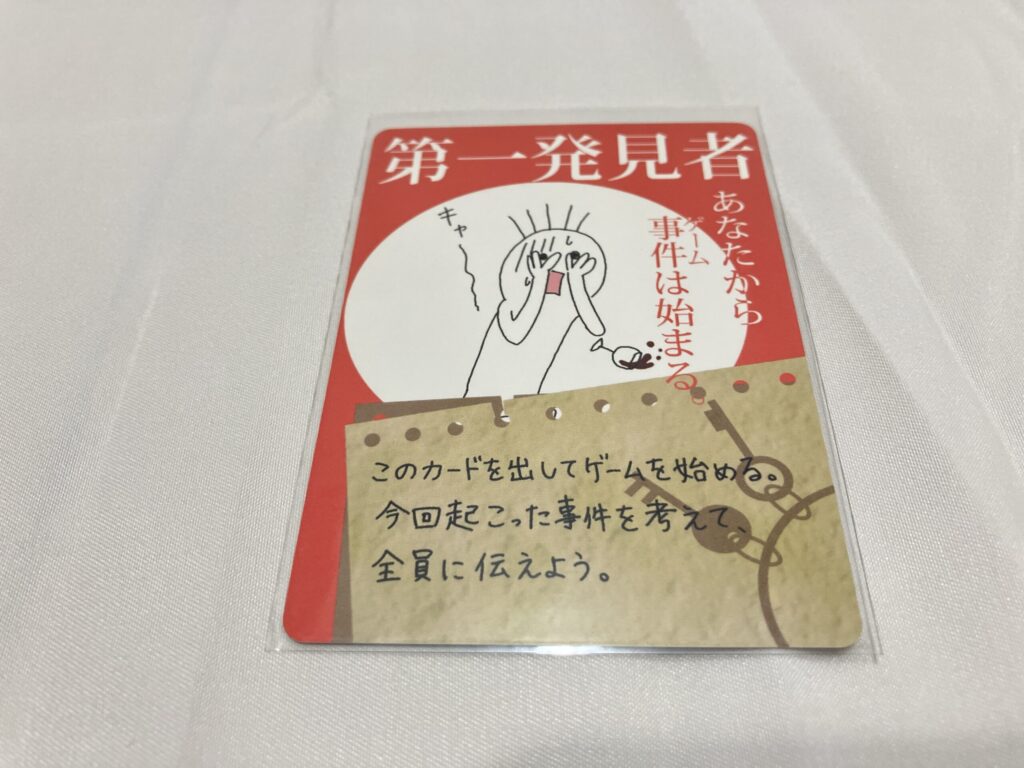 第一発見者
あなたから
事件は始まる。
ゲーム
キャー
このカードを出してゲームを始める。
今回起こった事件を考えて、
全員に伝えよう。